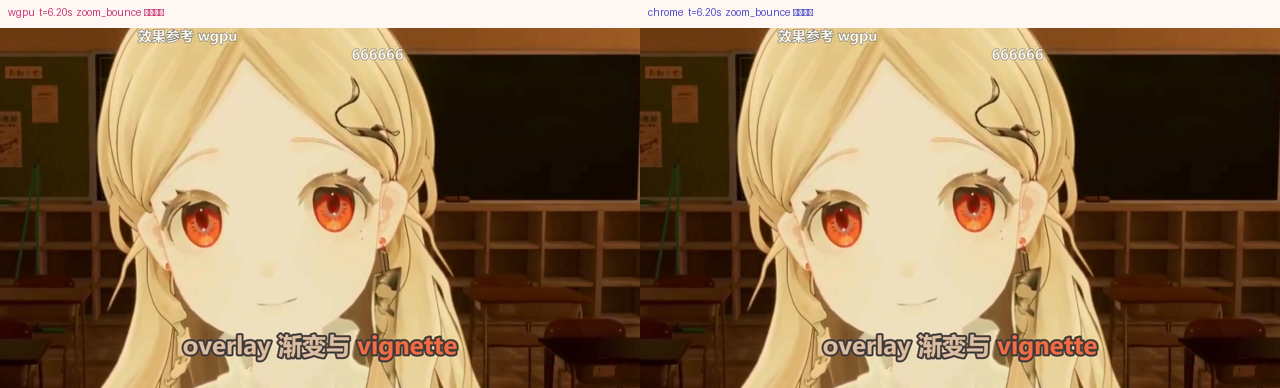 wgpu t=6.20s zoom_bounce
chrome t=6.20s zoom_bounce
效果参考 wgpu
666666
overlay 渐变与 vignette
效果参考 wgpu
666666
overlay 渐变与 vignette